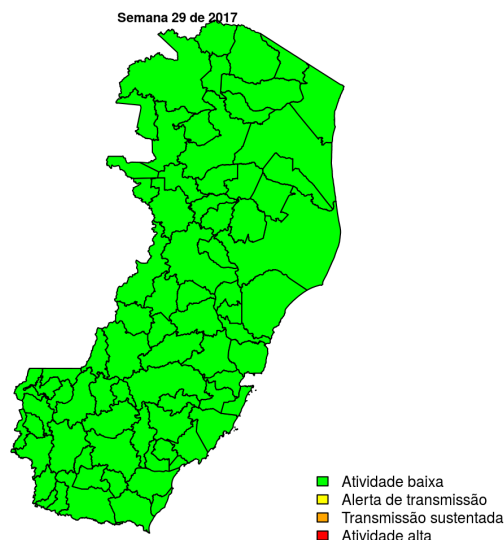 Semana 29 de 2017
Atividade baixa
Alerta de transmissão
Transmissão sustentada
Atividade alta